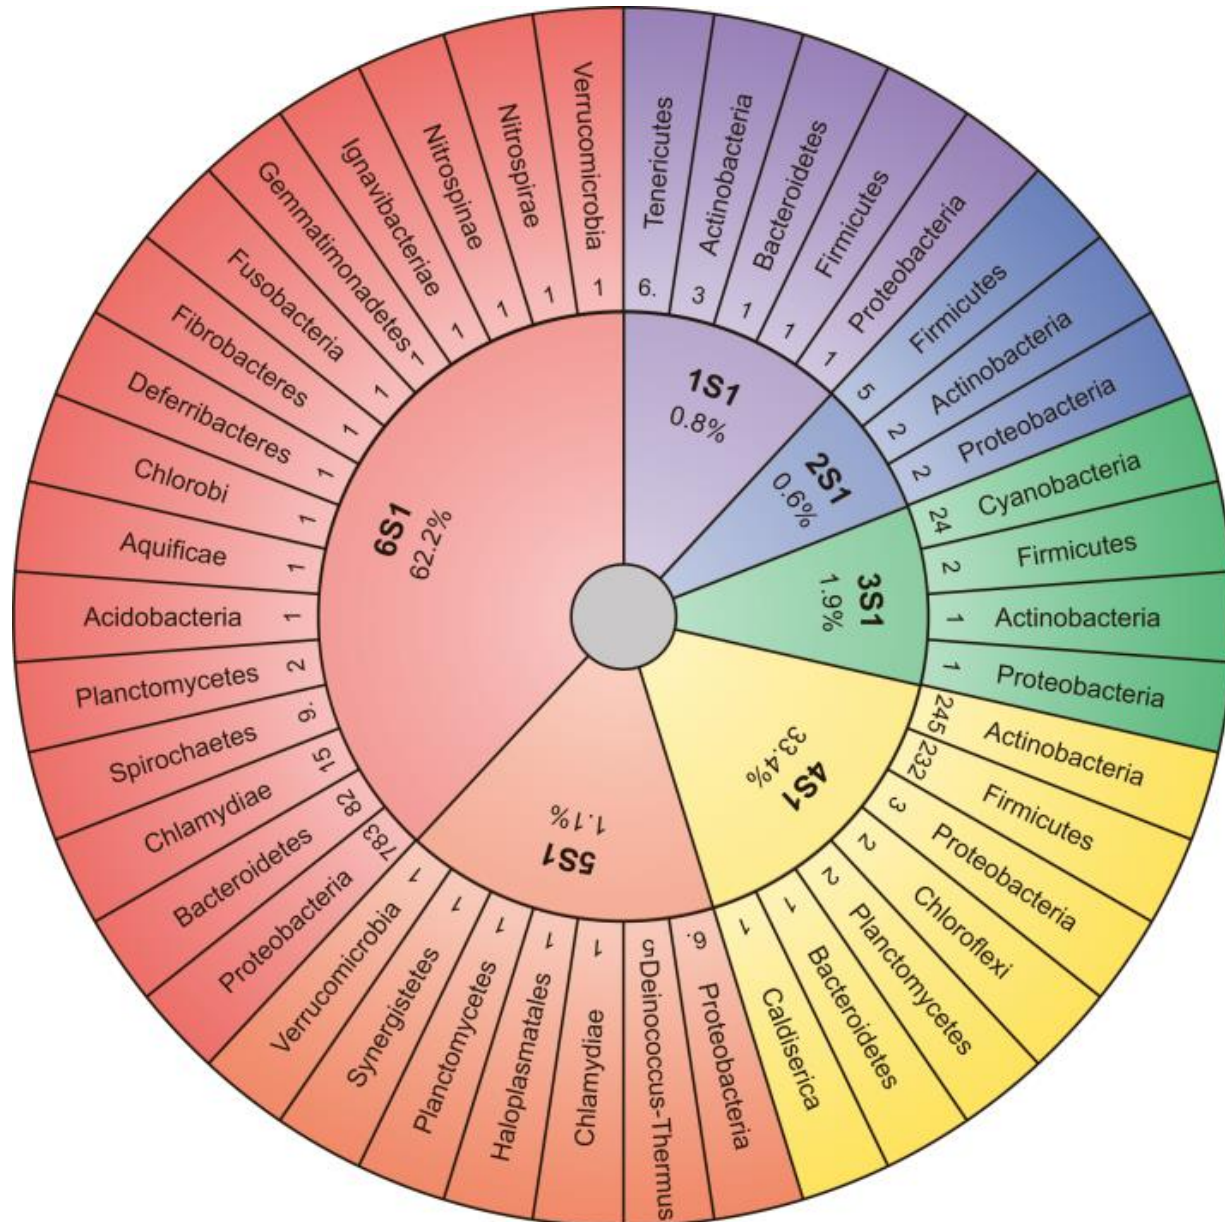 1S1
0.8%
Tenericutes
6.
Actinobacteria
3
Bacteroidetes
1
Firmicutes
1
Proteobacteria
1
2S1
0.6%
Firmicutes
5
Actinobacteria
2
Proteobacteria
2
3S1
1.9%
Cyanobacteria
24
Firmicutes
2
Actinobacteria
1
Proteobacteria
1
4S1
33.4%
Actinobacteria
245
Firmicutes
232
Proteobacteria
3
Chloroflexi
2
Planctomycetes
2
Bacteroidetes
1
Caldiserica
1
5S1
1.1%
Proteobacteria
6.
Deinococcus-Thermus
5
Chlamydiae
1
Haloplasmatales
1
Planctomycetes
1
Synergistetes
1
Verrucomicrobia
1
6S1
62.2%
Proteobacteria
783
Bacteroidetes
82
Chlamydiae
15
Spirochaetes
9.
Planctomycetes
2
Acidobacteria
1
Aquificae
1
Chlorobi
1
Deferribacteres
1
Fibrobacteres
1
Fusobacteria
1
Gemmatimonadetes
1
Ignavibacteriae
1
Nitrospinae
1
Nitrospirae
1
Verrucomicrobia
1